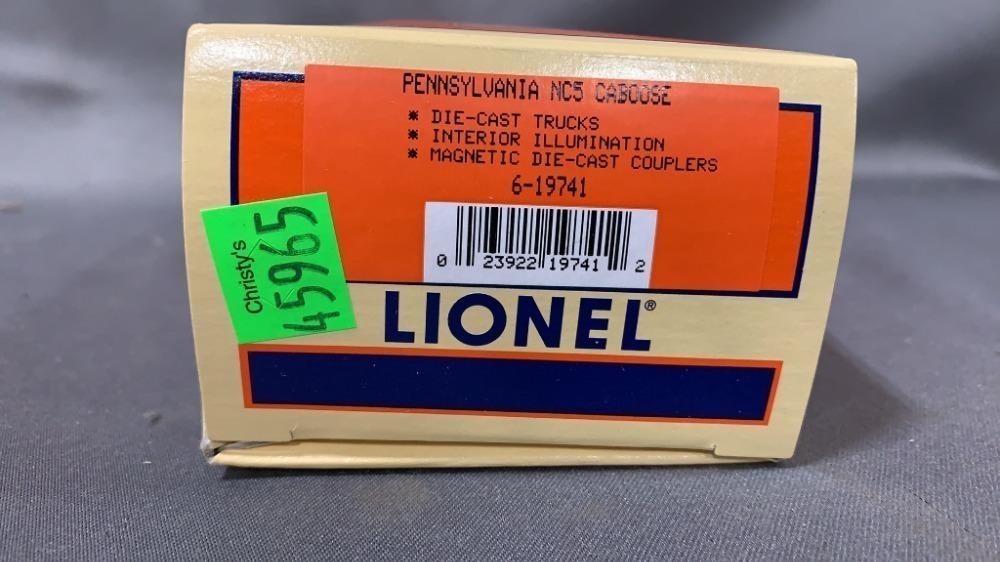 PENNSYLVANIA NC5 CABOOSE
* DIE-CAST TRUCKS
* INTERIOR ILLUMINATION
* MAGNETIC DIE-CAST COUPLERS
6-19741
0 23922 19741 2
Christy's
45965
LIONEL®